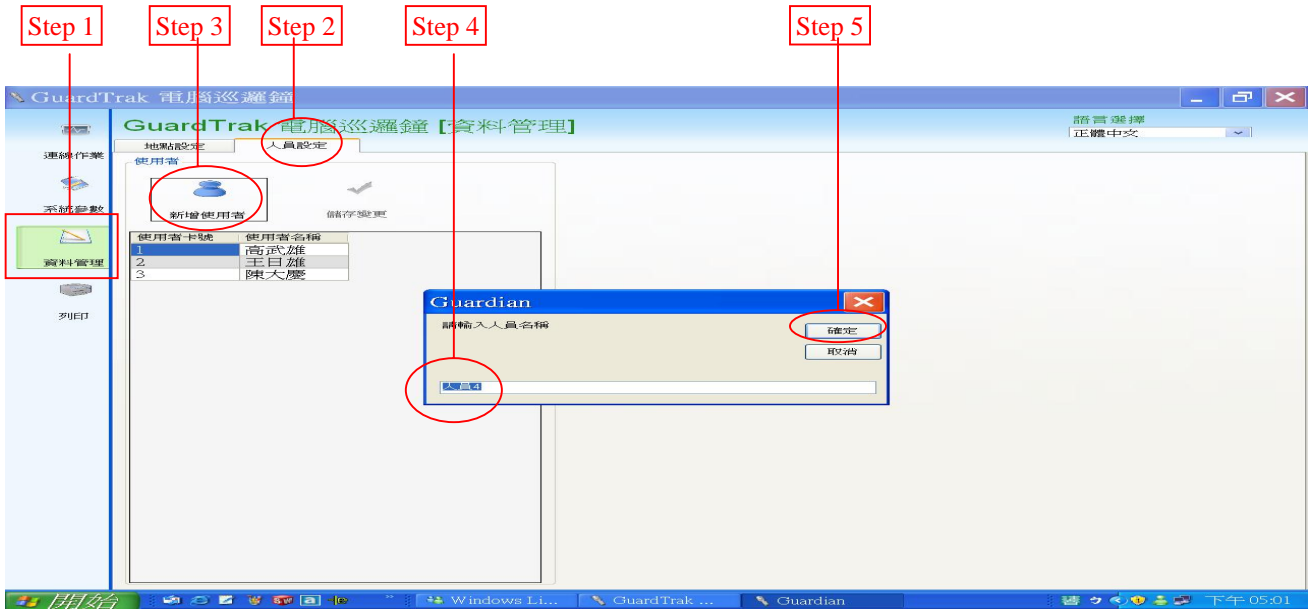 Step 1
Step 3
Step 2
Step 4
Step 5
GuardTrak 電腦巡邏鐘
GuardTrak 電腦巡邏鐘 [資料管理]
語言選擇
正體中文
連線作業
系統參數
資料管理
列印
地點設定
人員設定
使用者
新增使用者
儲存變更
使用者卡號 使用者名稱
1 高武雄
2 王日雄
3 陳大慶
Guardian
請輸入人員名稱
確定
取消
人員4
開始
Windows Li...
GuardTrak ...
Guardian
下午 05:01